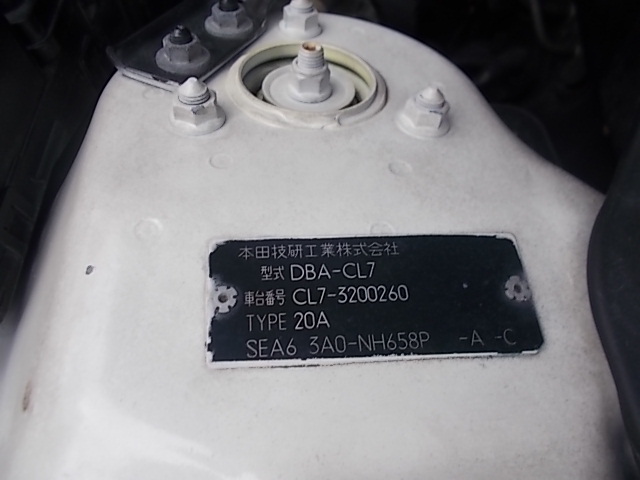 本田技研工業株式会社
型式 DBA-CL7
車台番号 CL7-3200260
TYPE 20A
SEA6 3A0-NH658P -A -C